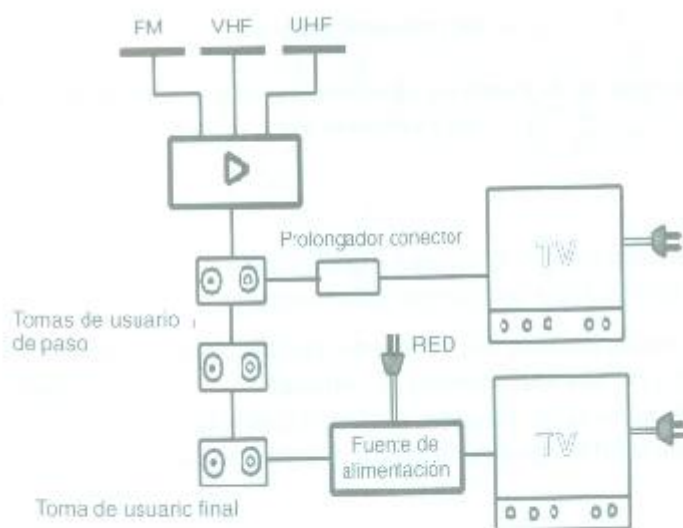 FM VHF UHF
Prolongador conector
TV
Tomas de usuario
de paso
RED
Fuente de
alimentación
TV
Toma de usuario final